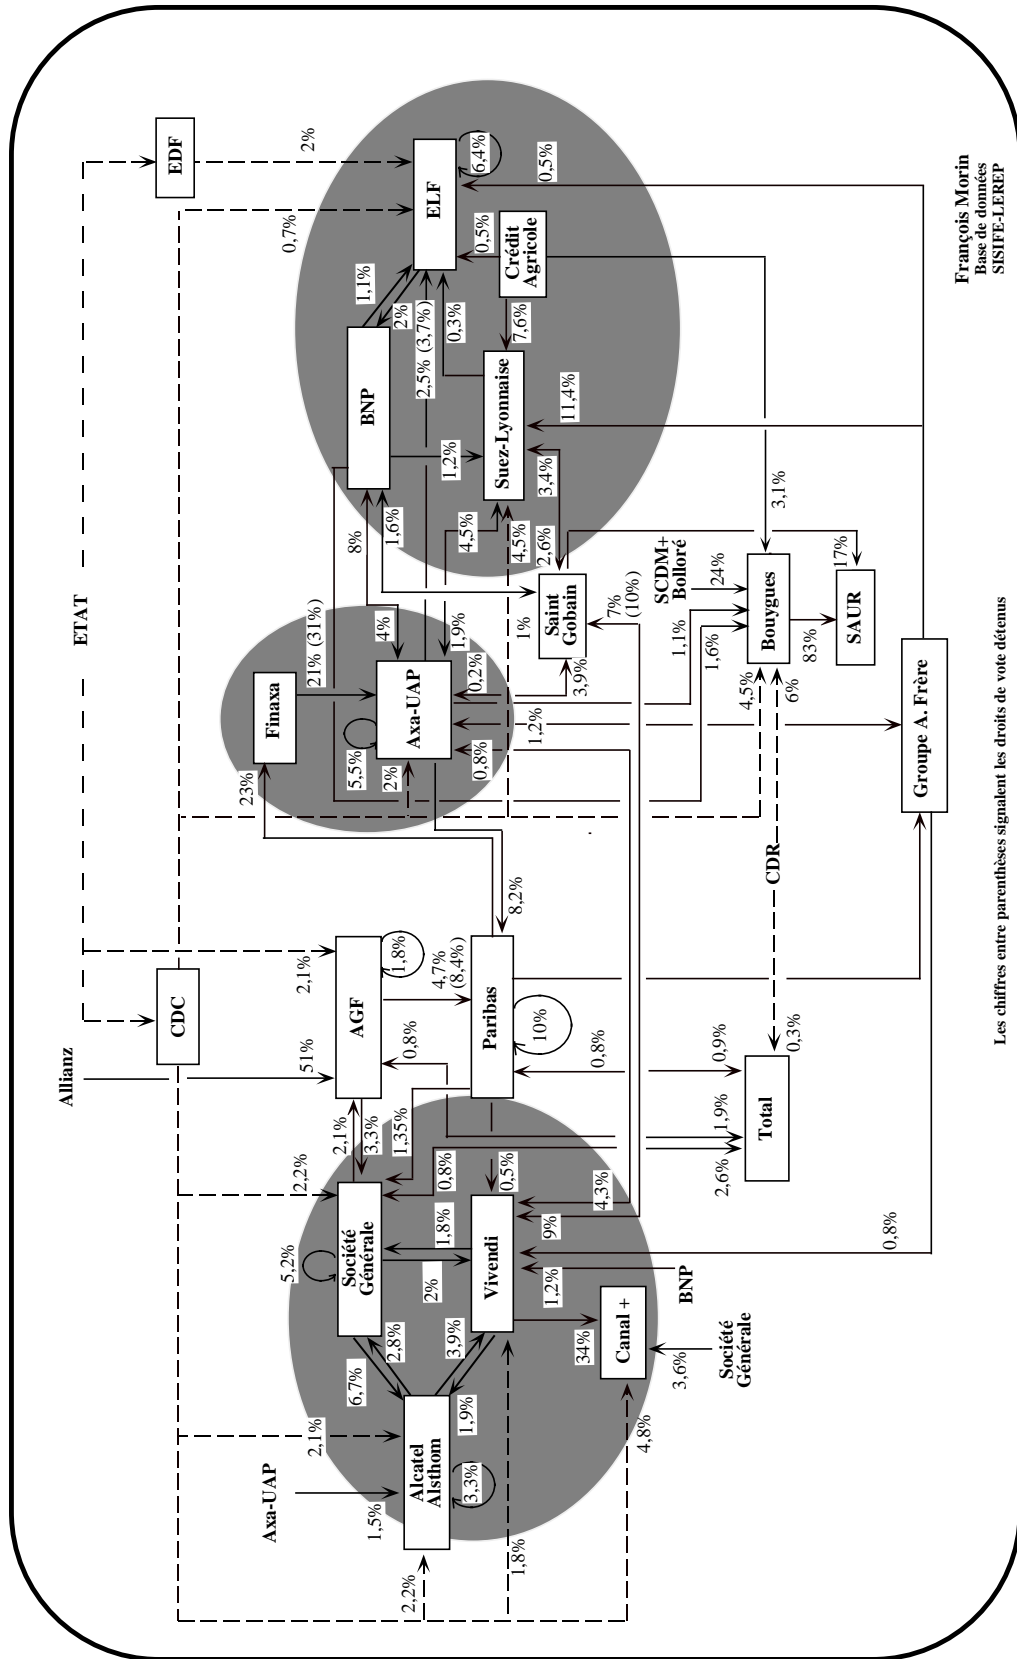 ETAT
Allianz
CDC
EDF
2%
0,7%
2,1%
51%
2,2%
Axa-UAP
2,1%
1,5%
2,2%
Alcatel
Alsthom
3,3%
6,7%
2,8%
3,9%
1,9%
1,8%
Société
Générale
5,2%
2,1%
3,3%
1,35%
0,8%
1,8%
2%
Vivendi
0,5%
4,3%
9%
1,2%
34%
Canal +
3,6%
4,8%
BNP
Société
Générale
0,8%
AGF
1,8%
4,7%
(8,4%)
0,8%
Paribas
10%
8,2%
0,8%
0,9%
1,9%
2,6%
Total
0,3%
CDR
6%
4,5%
23%
Finaxa
21% (31%)
5,5%
2%
Axa-UAP
4%
8%
1,9%
0,2%
0,8%
1,2%
3,9%
1%
Saint
Gobain
7%
(10%)
2,6%
3,4%
4,5%
4,5%
1,6%
BNP
1,2%
1,1%
2%
2,5% (3,7%)
0,3%
ELF
6,4%
0,5%
0,5%
Crédit
Agricole
7,6%
Suez-Lyonnaise
11,4%
3,1%
SCDM+
Bolloré
24%
1,1%
1,6%
Bouygues
83%
17%
SAUR
Groupe A. Frère
François Morin
Base de données
SISIFE-LEREP
Les chiffres entre parenthèses signalent les droits de vote détenus